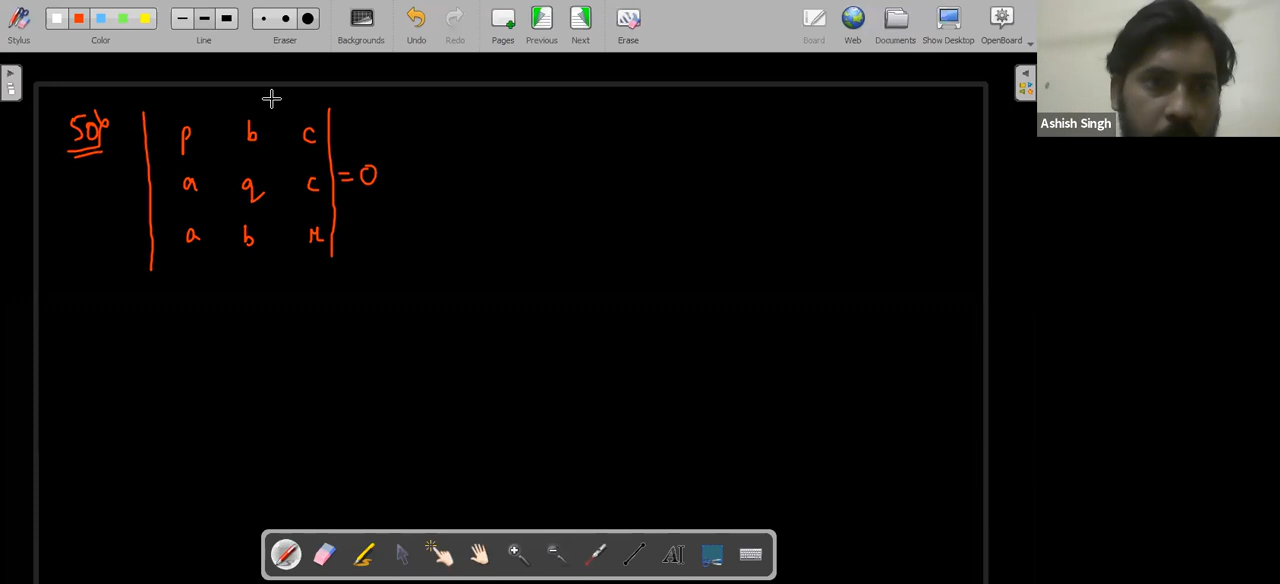 Stylus Color Line Eraser Backgrounds Undo Redo Pages Previous Next Erase Board Web Documents Show Desktop OpenBoard
Ashish Singh
p b c
a q c = 0
a b r
AI